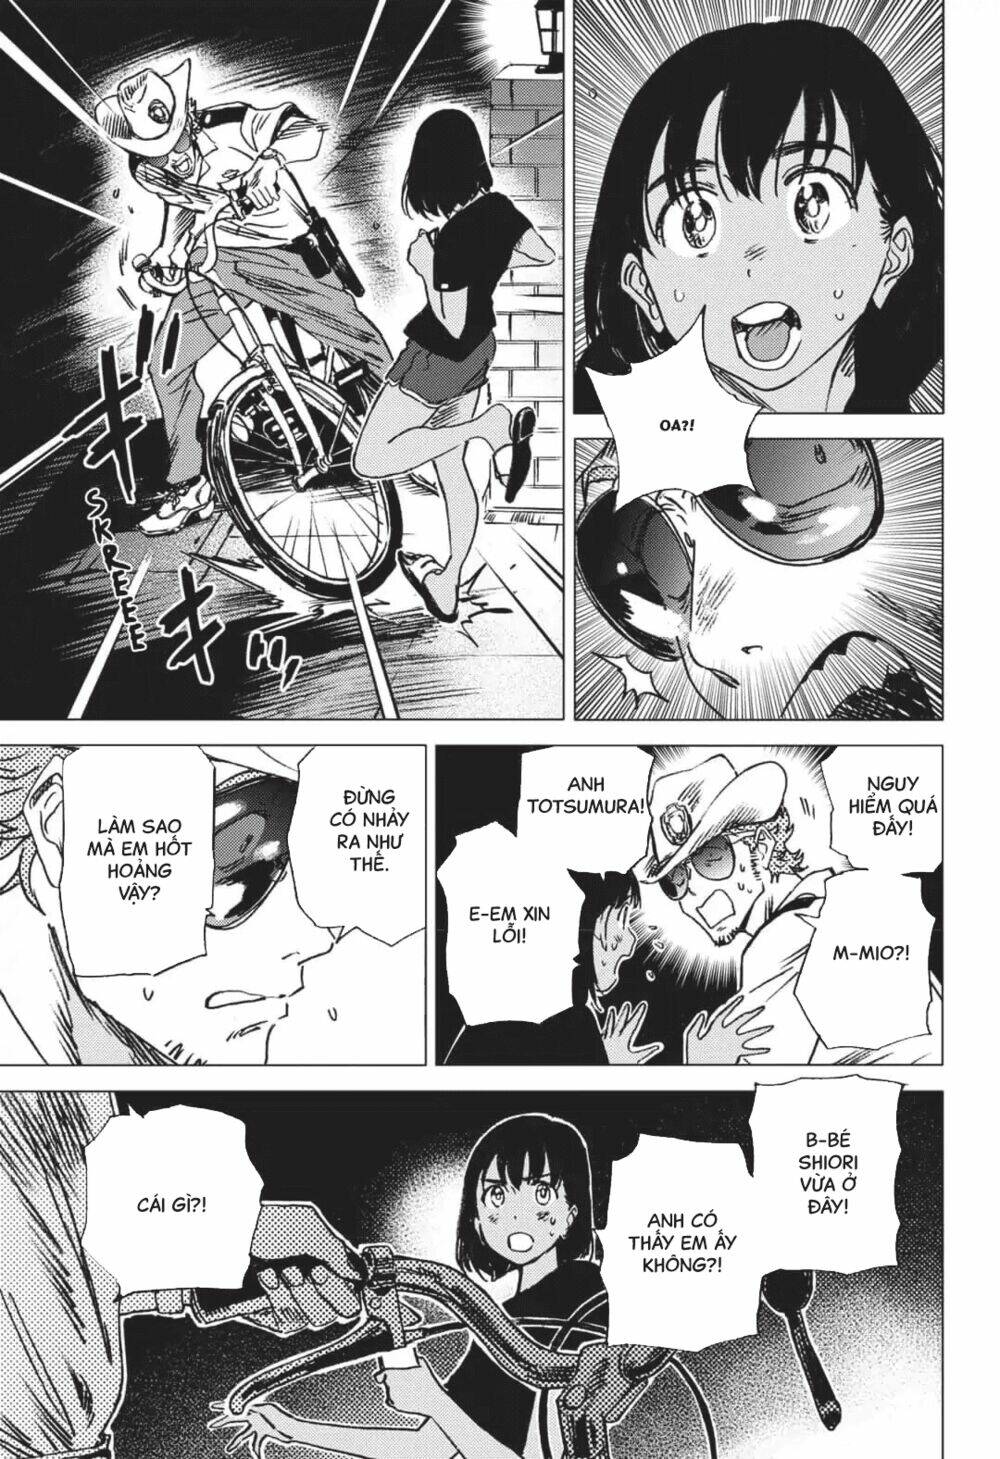 OA?!
キキ
SKREEE
NGUY
HIỂM QUÁ
ĐẤY!
M-MIO?!
ANH
TOTSUMURA!
E-EM XIN
LỖI!
ĐỪNG
CÓ NHẢY
RA NHƯ
THẾ.
LÀM SAO
MÀ EM HỐT
HOẢNG
VẬY?
B-BÉ
SHIORI
VỪA Ở
ĐÂY!
ANH CÓ
THẤY EM ẤY
KHÔNG?!
CÁI GÌ?!